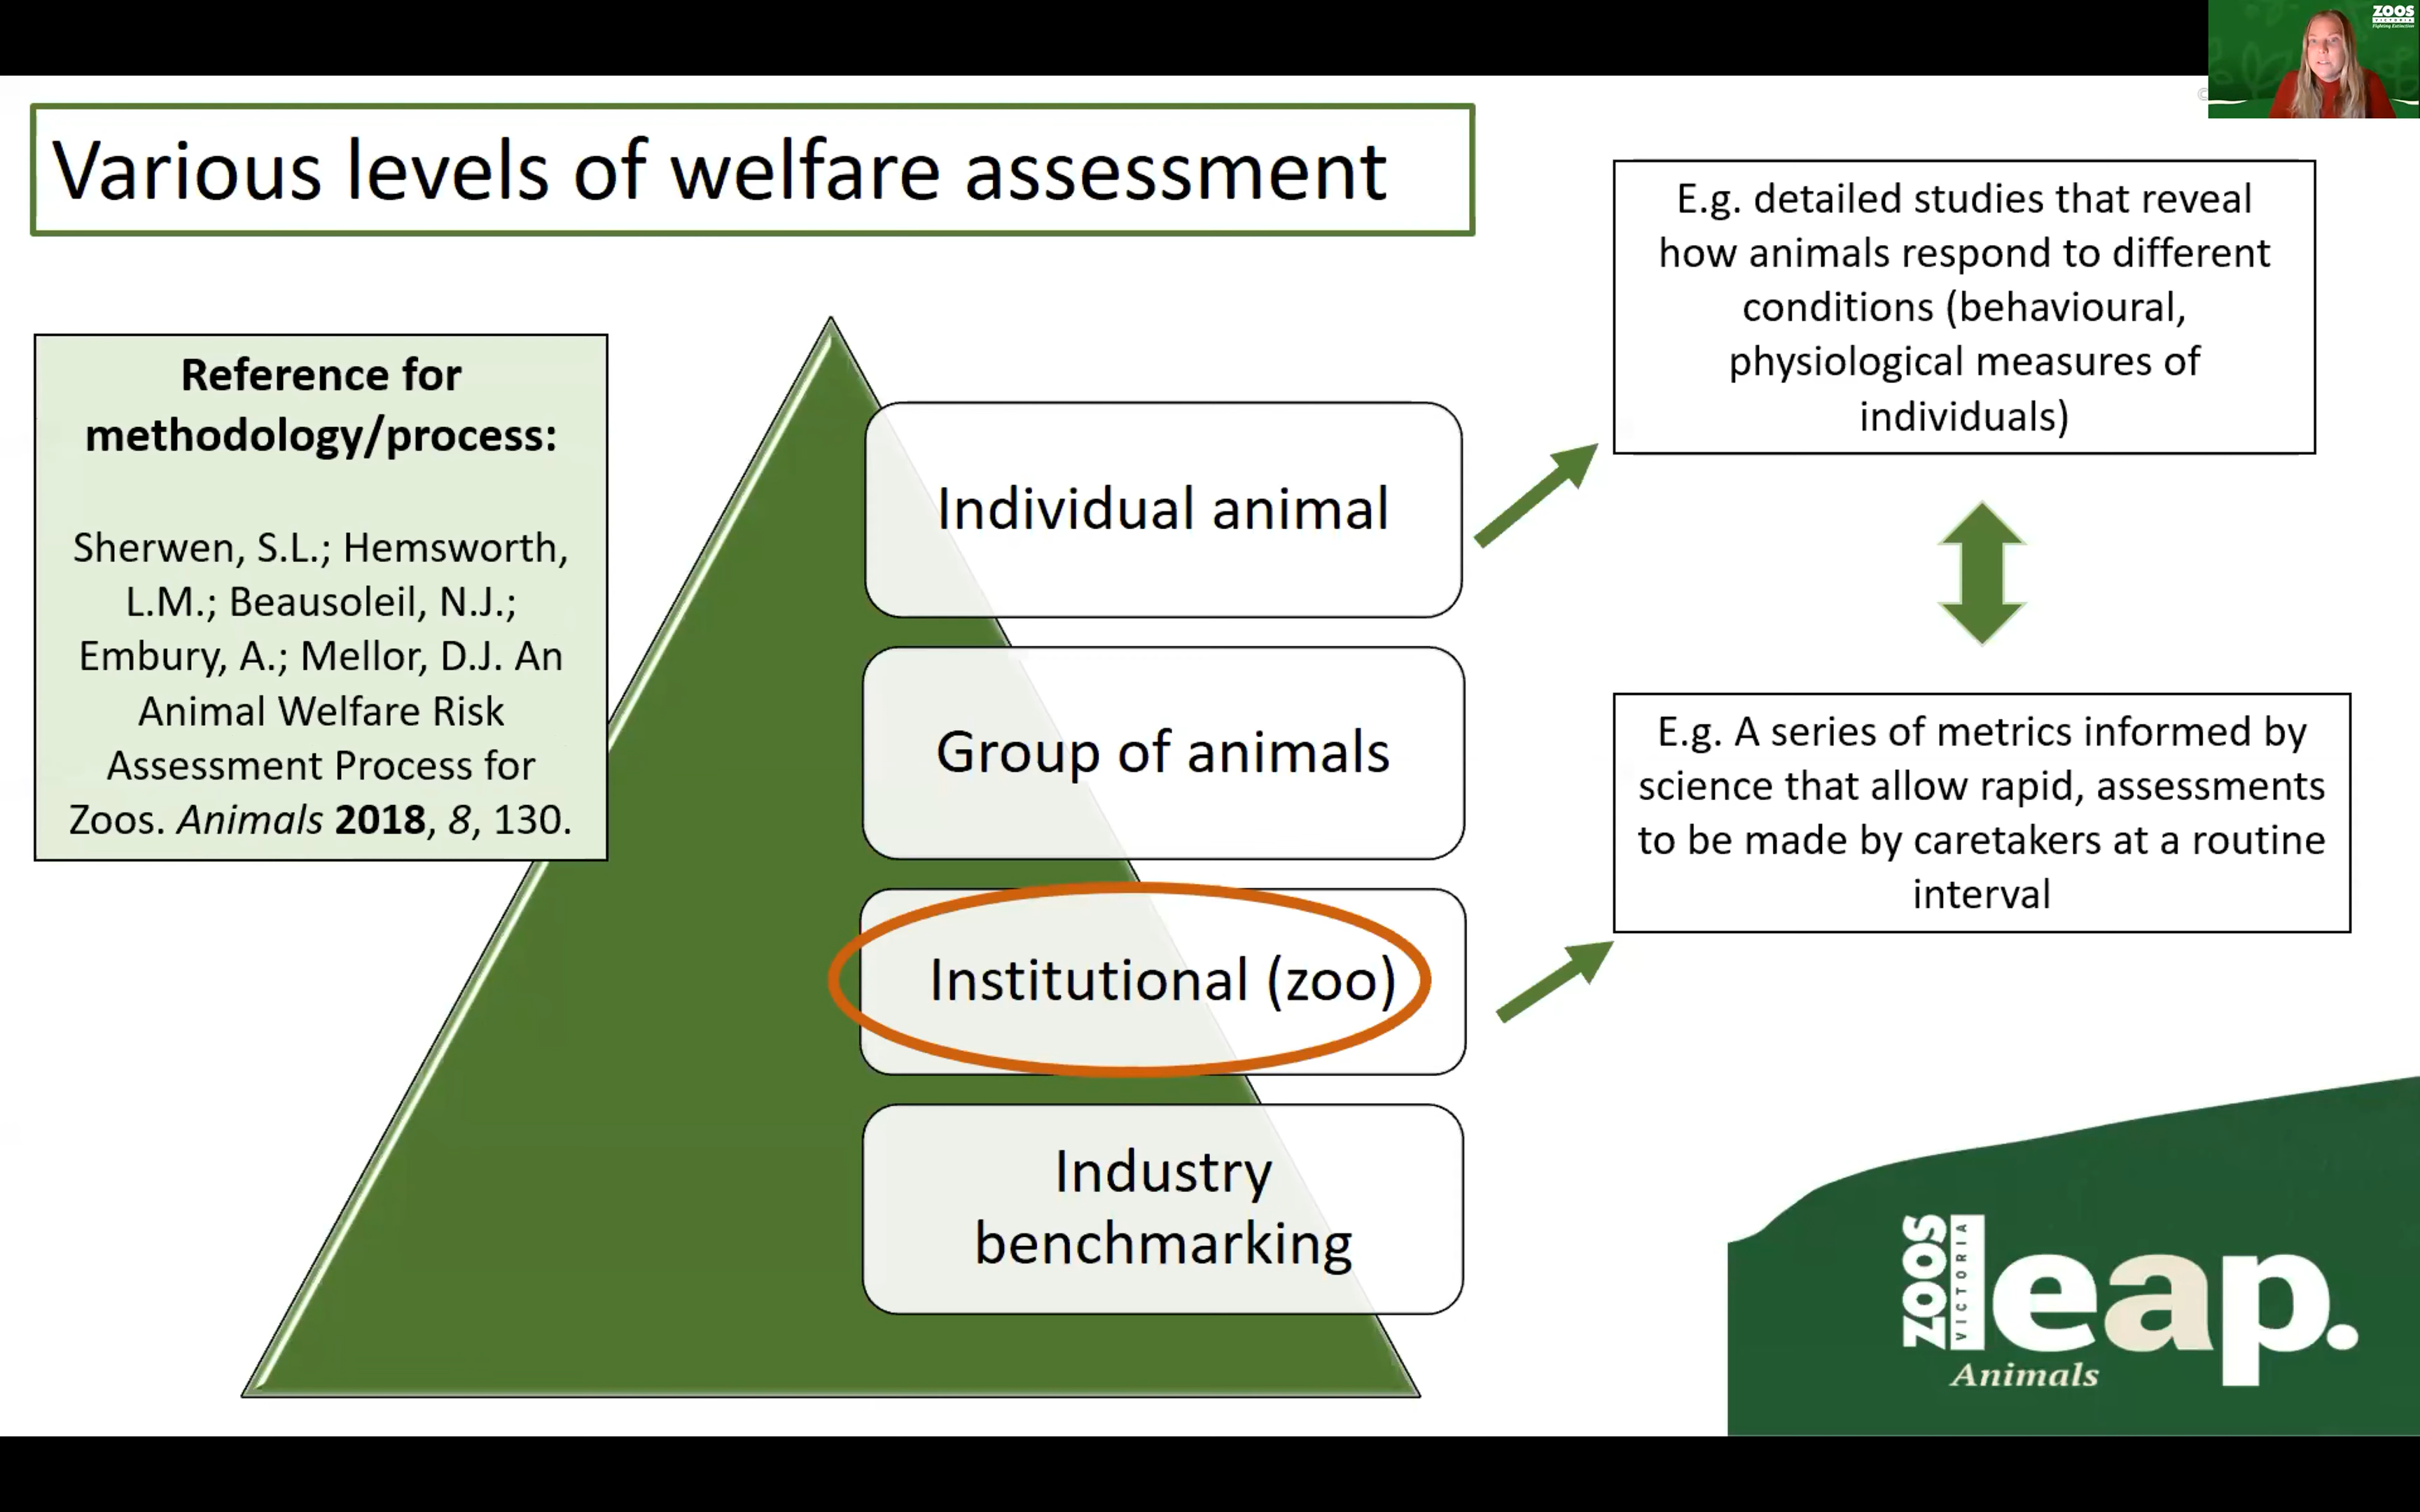 ZOOS
VICTORIA
Fighting Extinction
Various levels of welfare assessment
Reference for
methodology/process:
Sherwen, S.L.; Hemsworth,
L.M.; Beausoleil, N.J.;
Embury, A.; Mellor, D.J. An
Animal Welfare Risk
Assessment Process for
Zoos. Animals 2018, 8, 130.
Individual animal
Group of animals
Institutional (zoo)
Industry
benchmarking
E.g. detailed studies that reveal
how animals respond to different
conditions (behavioural,
physiological measures of
individuals)
E.g. A series of metrics informed by
science that allow rapid, assessments
to be made by caretakers at a routine
interval
ZOOS
VICTORIA
leap.
Animals